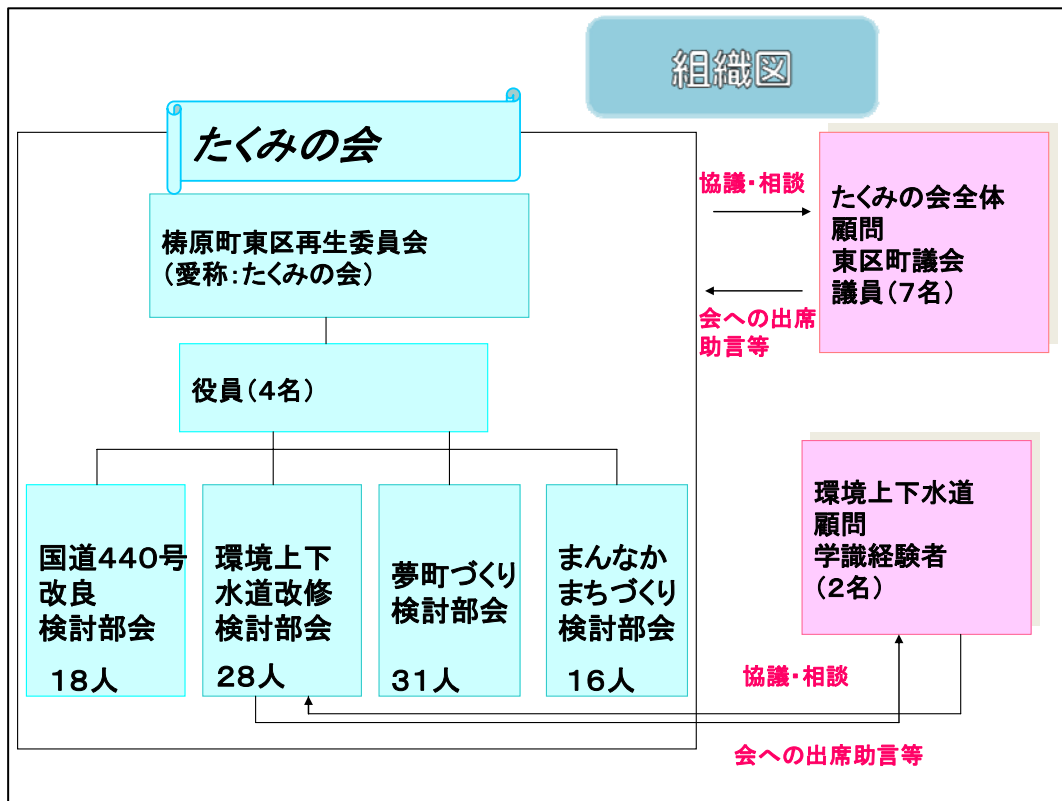 組織図
たくみの会
梼原町東区再生委員会
（愛称：たくみの会）
役員（4名）
国道４４０号
改良
検討部会
１８人
環境上下
水道改修
検討部会
２８人
夢町づくり
検討部会
３１人
まんなか
まちづくり
検討部会
１６人
協議・相談
会への出席
助言等
たくみの会全体
顧問
東区町議会
議員（７名）
環境上下水道
顧問
学識経験者
（２名）
協議・相談
会への出席助言等